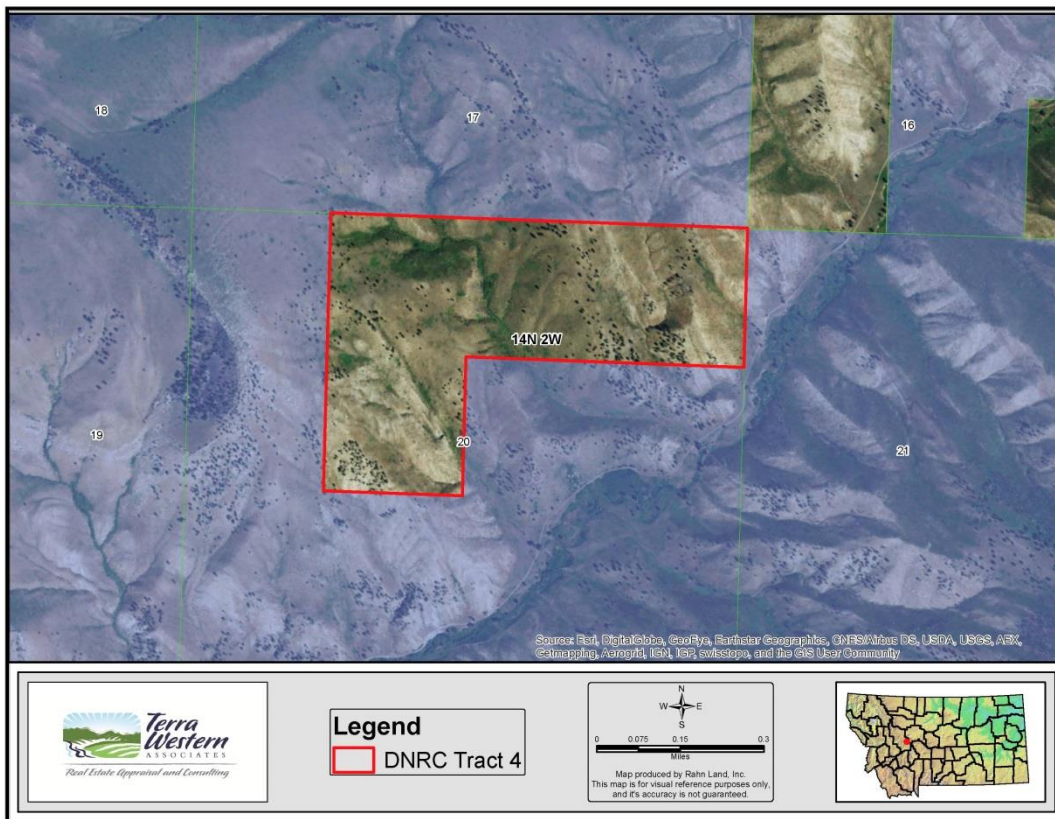 18
17
16
14N 2W
19
20
21
Source: Esri, DigitalGlobe, GeoEye, Earthstar Geographics, CNES/Airbus DS, USDA, USGS, AEX,
Getmapping, Aerogrid, IGN, IGP, swisstopo, and the GIS User Community
Terra
Western
ASSOCIATES
Real Estate Appraisal and Consulting
Legend
DNRC Tract 4
N
W E
S
0 0.075 0.15 0.3
Miles
Map produced by Rahn Land, Inc.
This map is for visual reference purposes only,
and it's accuracy is not guaranteed.